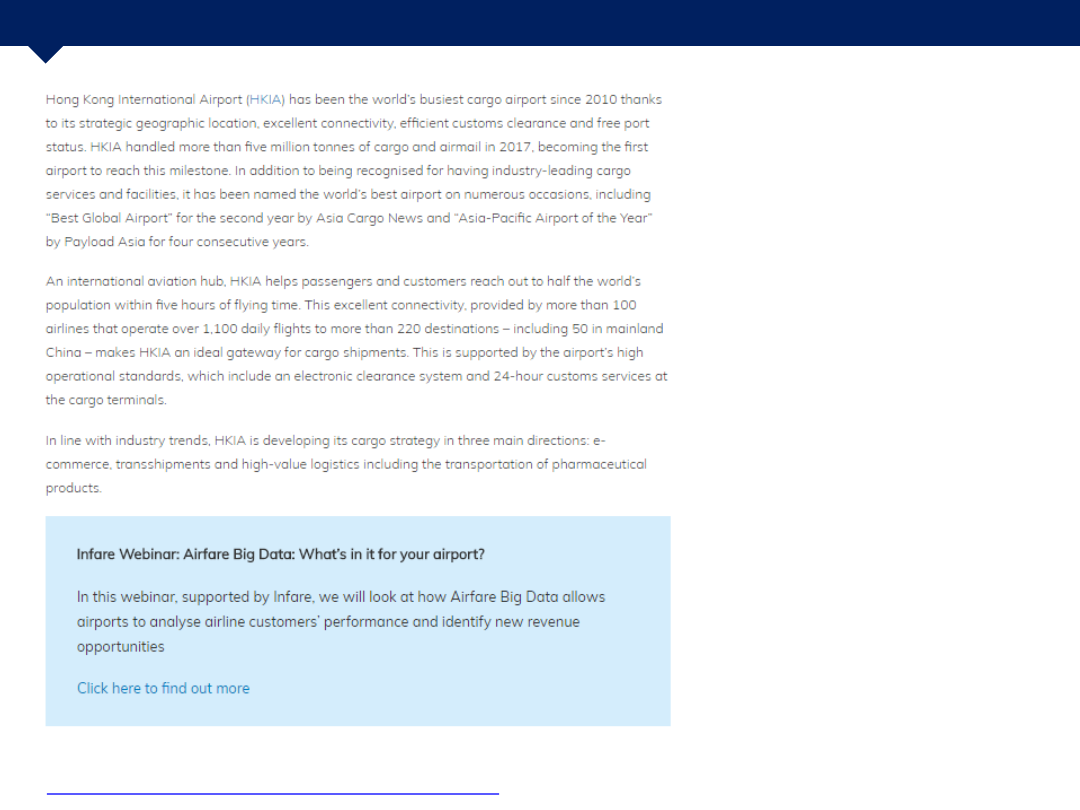 Hong Kong International Airport (HKIA) has been the world's busiest cargo airport since 2010 thanks
to its strategic geographic location, excellent connectivity, efficient customs clearance and free port
status. HKIA handled more than five million tonnes of cargo and airmail in 2017, becoming the first
airport to reach this milestone. In addition to being recognised for having industry-leading cargo
services and facilities, it has been named the world's best airport on numerous occasions, including
“Best Global Airport” for the second year by Asia Cargo News and “Asia-Pacific Airport of the Year”
by Payload Asia for four consecutive years.
An international aviation hub, HKIA helps passengers and customers reach out to half the world's
population within five hours of flying time. This excellent connectivity, provided by more than 100
airlines that operate over 1,100 daily flights to more than 220 destinations – including 50 in mainland
China – makes HKIA an ideal gateway for cargo shipments. This is supported by the airport's high
operational standards, which include an electronic clearance system and 24-hour customs services at
the cargo terminals.
In line with industry trends, HKIA is developing its cargo strategy in three main directions: e-
commerce, transshipments and high-value logistics including the transportation of pharmaceutical
products.
Infare Webinar: Airfare Big Data: What's in it for your airport?
In this webinar, supported by Infare, we will look at how Airfare Big Data allows
airports to analyse airline customers' performance and identify new revenue
opportunities
Click here to find out more